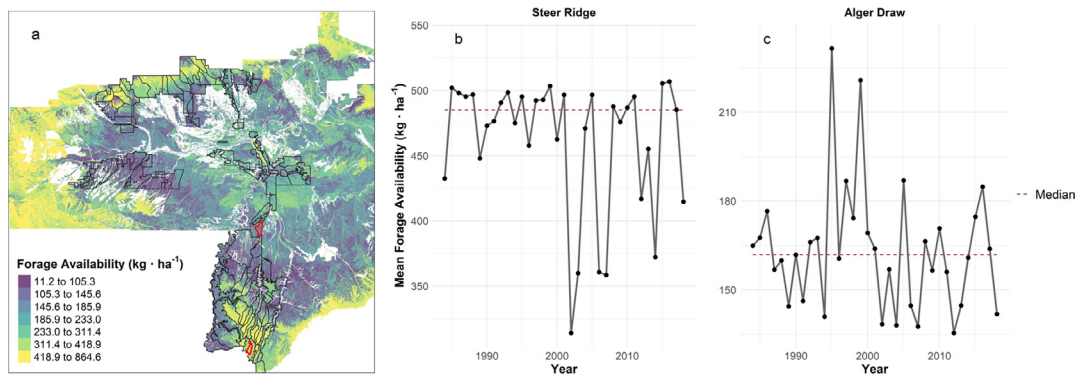 a
Forage Availability (kg · ha⁻¹)
11.2 to 105.3
105.3 to 145.6
145.6 to 185.9
185.9 to 233.0
233.0 to 311.4
311.4 to 418.9
418.9 to 864.6
Steer Ridge
b
Mean Forage Availability (kg · ha⁻¹)
550
500
450
400
350
1990
2000
2010
Year
Alger Draw
c
210
180
150
1990
2000
2010
Year
Median